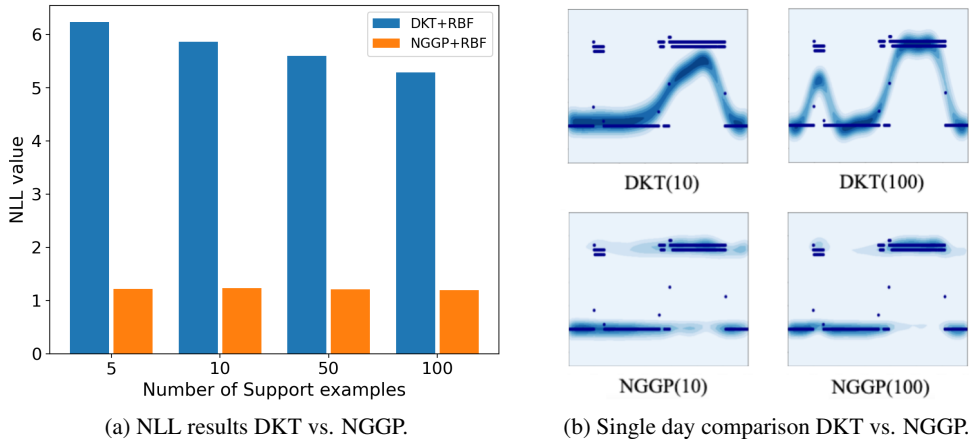 6
5
4
3
2
1
0
NLL value
DKT+RBF
NGGP+RBF
5 10 50 100
Number of Support examples
(a) NLL results DKT vs. NGGP.
DKT(10)
DKT(100)
NGGP(10)
NGGP(100)
(b) Single day comparison DKT vs. NGGP.